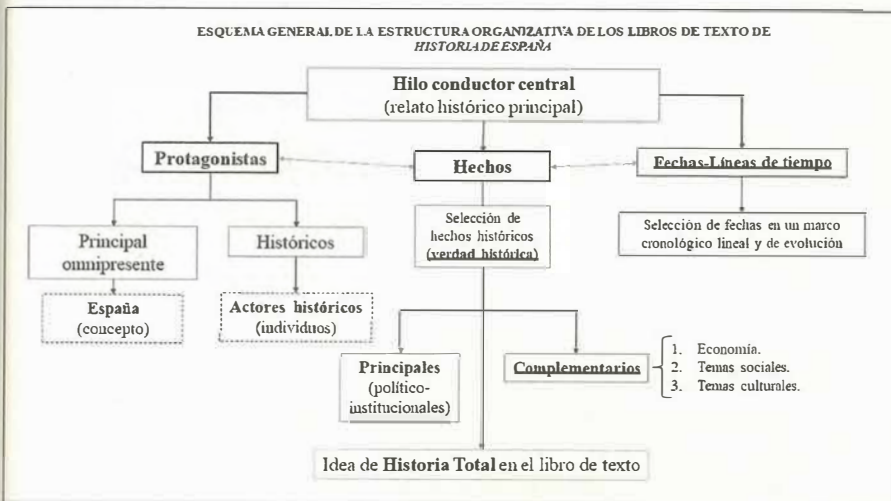 ESQUEMA GENERAL DE LA ESTRUCTURA ORGANIZATIVA DE LOS LIBROS DE TEXTO DE
HISTORIA DE ESPAÑA
Hilo conductor central
(relato histórico principal)
Protagonistas
Hechos
Fechas-Líneas de tiempo
Principal
omnipresente
Históricos
Selección de
hechos históricos
(verdad histórica)
Selección de fechas en un marco
cronológico lineal y de evolución
España
(concepto)
Actores históricos
(individuos)
Principales
(político-
institucionales)
Complementarios
1. Economía.
2. Temas sociales.
3. Temas culturales.
Idea de Historia Total en el libro de texto